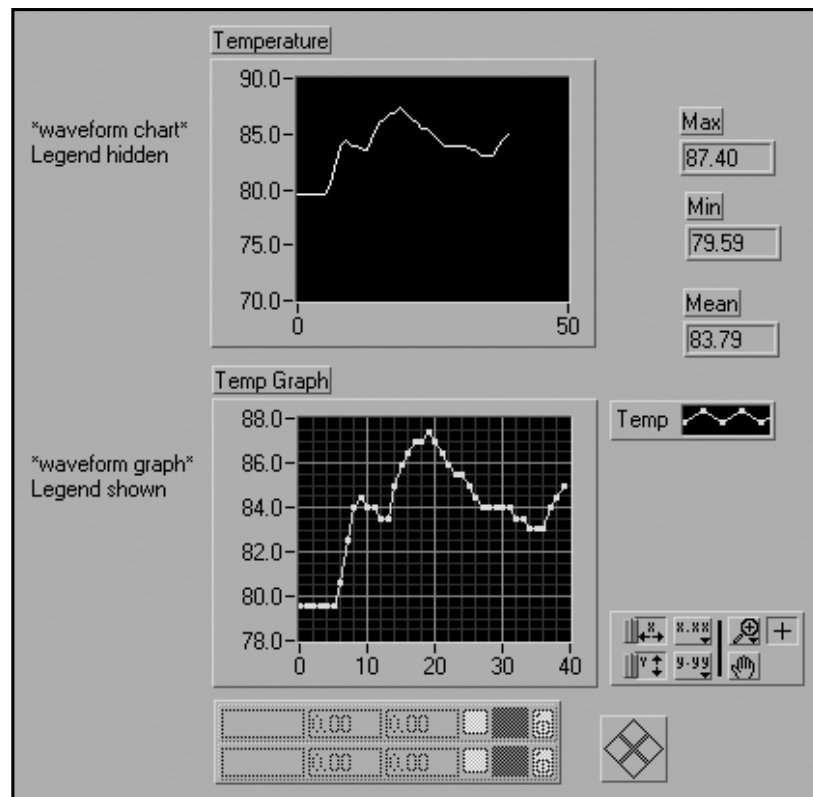 Temperature
90.0
85.0
80.0
75.0
70.0
0
50
*waveform chart*
Legend hidden
Max
87.40
Min
79.59
Mean
83.79
Temp Graph
88.0
86.0
84.0
82.0
80.0
78.0
0
10
20
30
40
*waveform graph*
Legend shown
Temp
X
x.xx
Y
y.yy
0.00 0.00
0.00 0.00